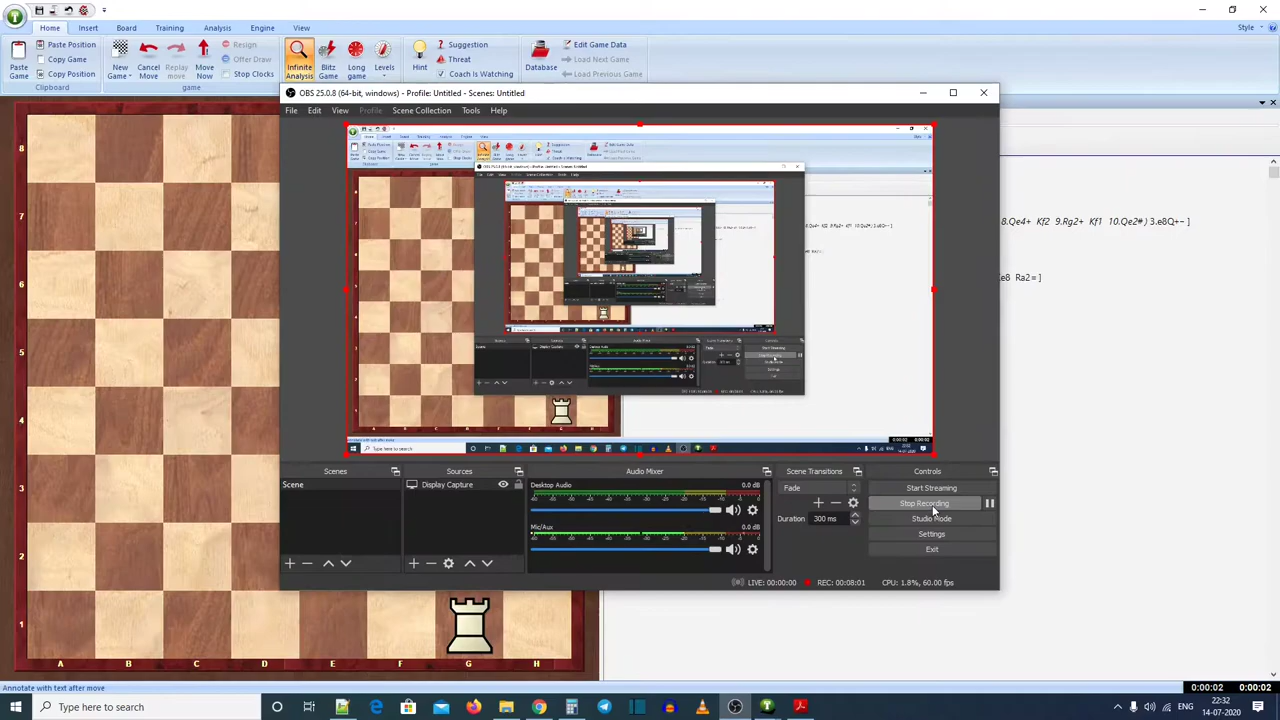 Style
Home
Insert
Board
Training
Analysis
Engine
View
Paste Game
Paste Position
Copy Game
Copy Position
Clipboard
New Game
Cancel Move
Replay move
Move Now
Resign
Offer Draw
Stop Clocks
game
Infinite Analysis
Blitz Game
Long game
Levels
Hint
Suggestion
Threat
Coach Is Watching
Database
Edit Game Data
Load Next Game
Load Previous Game
OBS 25.0.8 (64-bit, windows) - Profile: Untitled - Scenes: Untitled
File
Edit
View
Profile
Scene Collection
Tools
Help
8.Qe4+ Kf2 9.Rg2+ Kf1 10.Qe2#/3.e8Q+-]
8
7
6
5
4
3
2
1
A
B
C
D
E
F
G
H
Scenes
Sources
Audio Mixer
Scene Transitions
Controls
Scene
Display Capture
Desktop Audio
0.0 dB
Mic/Aux
0.0 dB
Fade
Duration
300 ms
Start Streaming
Stop Recording
Studio Mode
Settings
Exit
LIVE: 00:00:00
REC: 00:08:01
CPU: 1.8%, 60.00 fps
Annotate with text after move
0:00:02
0:00:02
Type here to search
ENG
22:32
14-07-2020